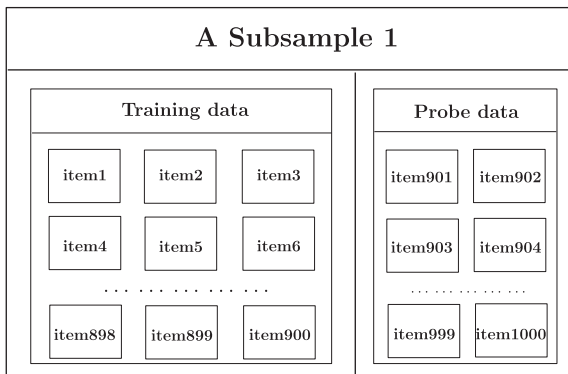 A Subsample 1
Training data
item1 item2 item3
item4 item5 item6
... ... ... ... ...
item898 item899 item900
Probe data
item901 item902
item903 item904
... ... ... ... ...
item999 item1000